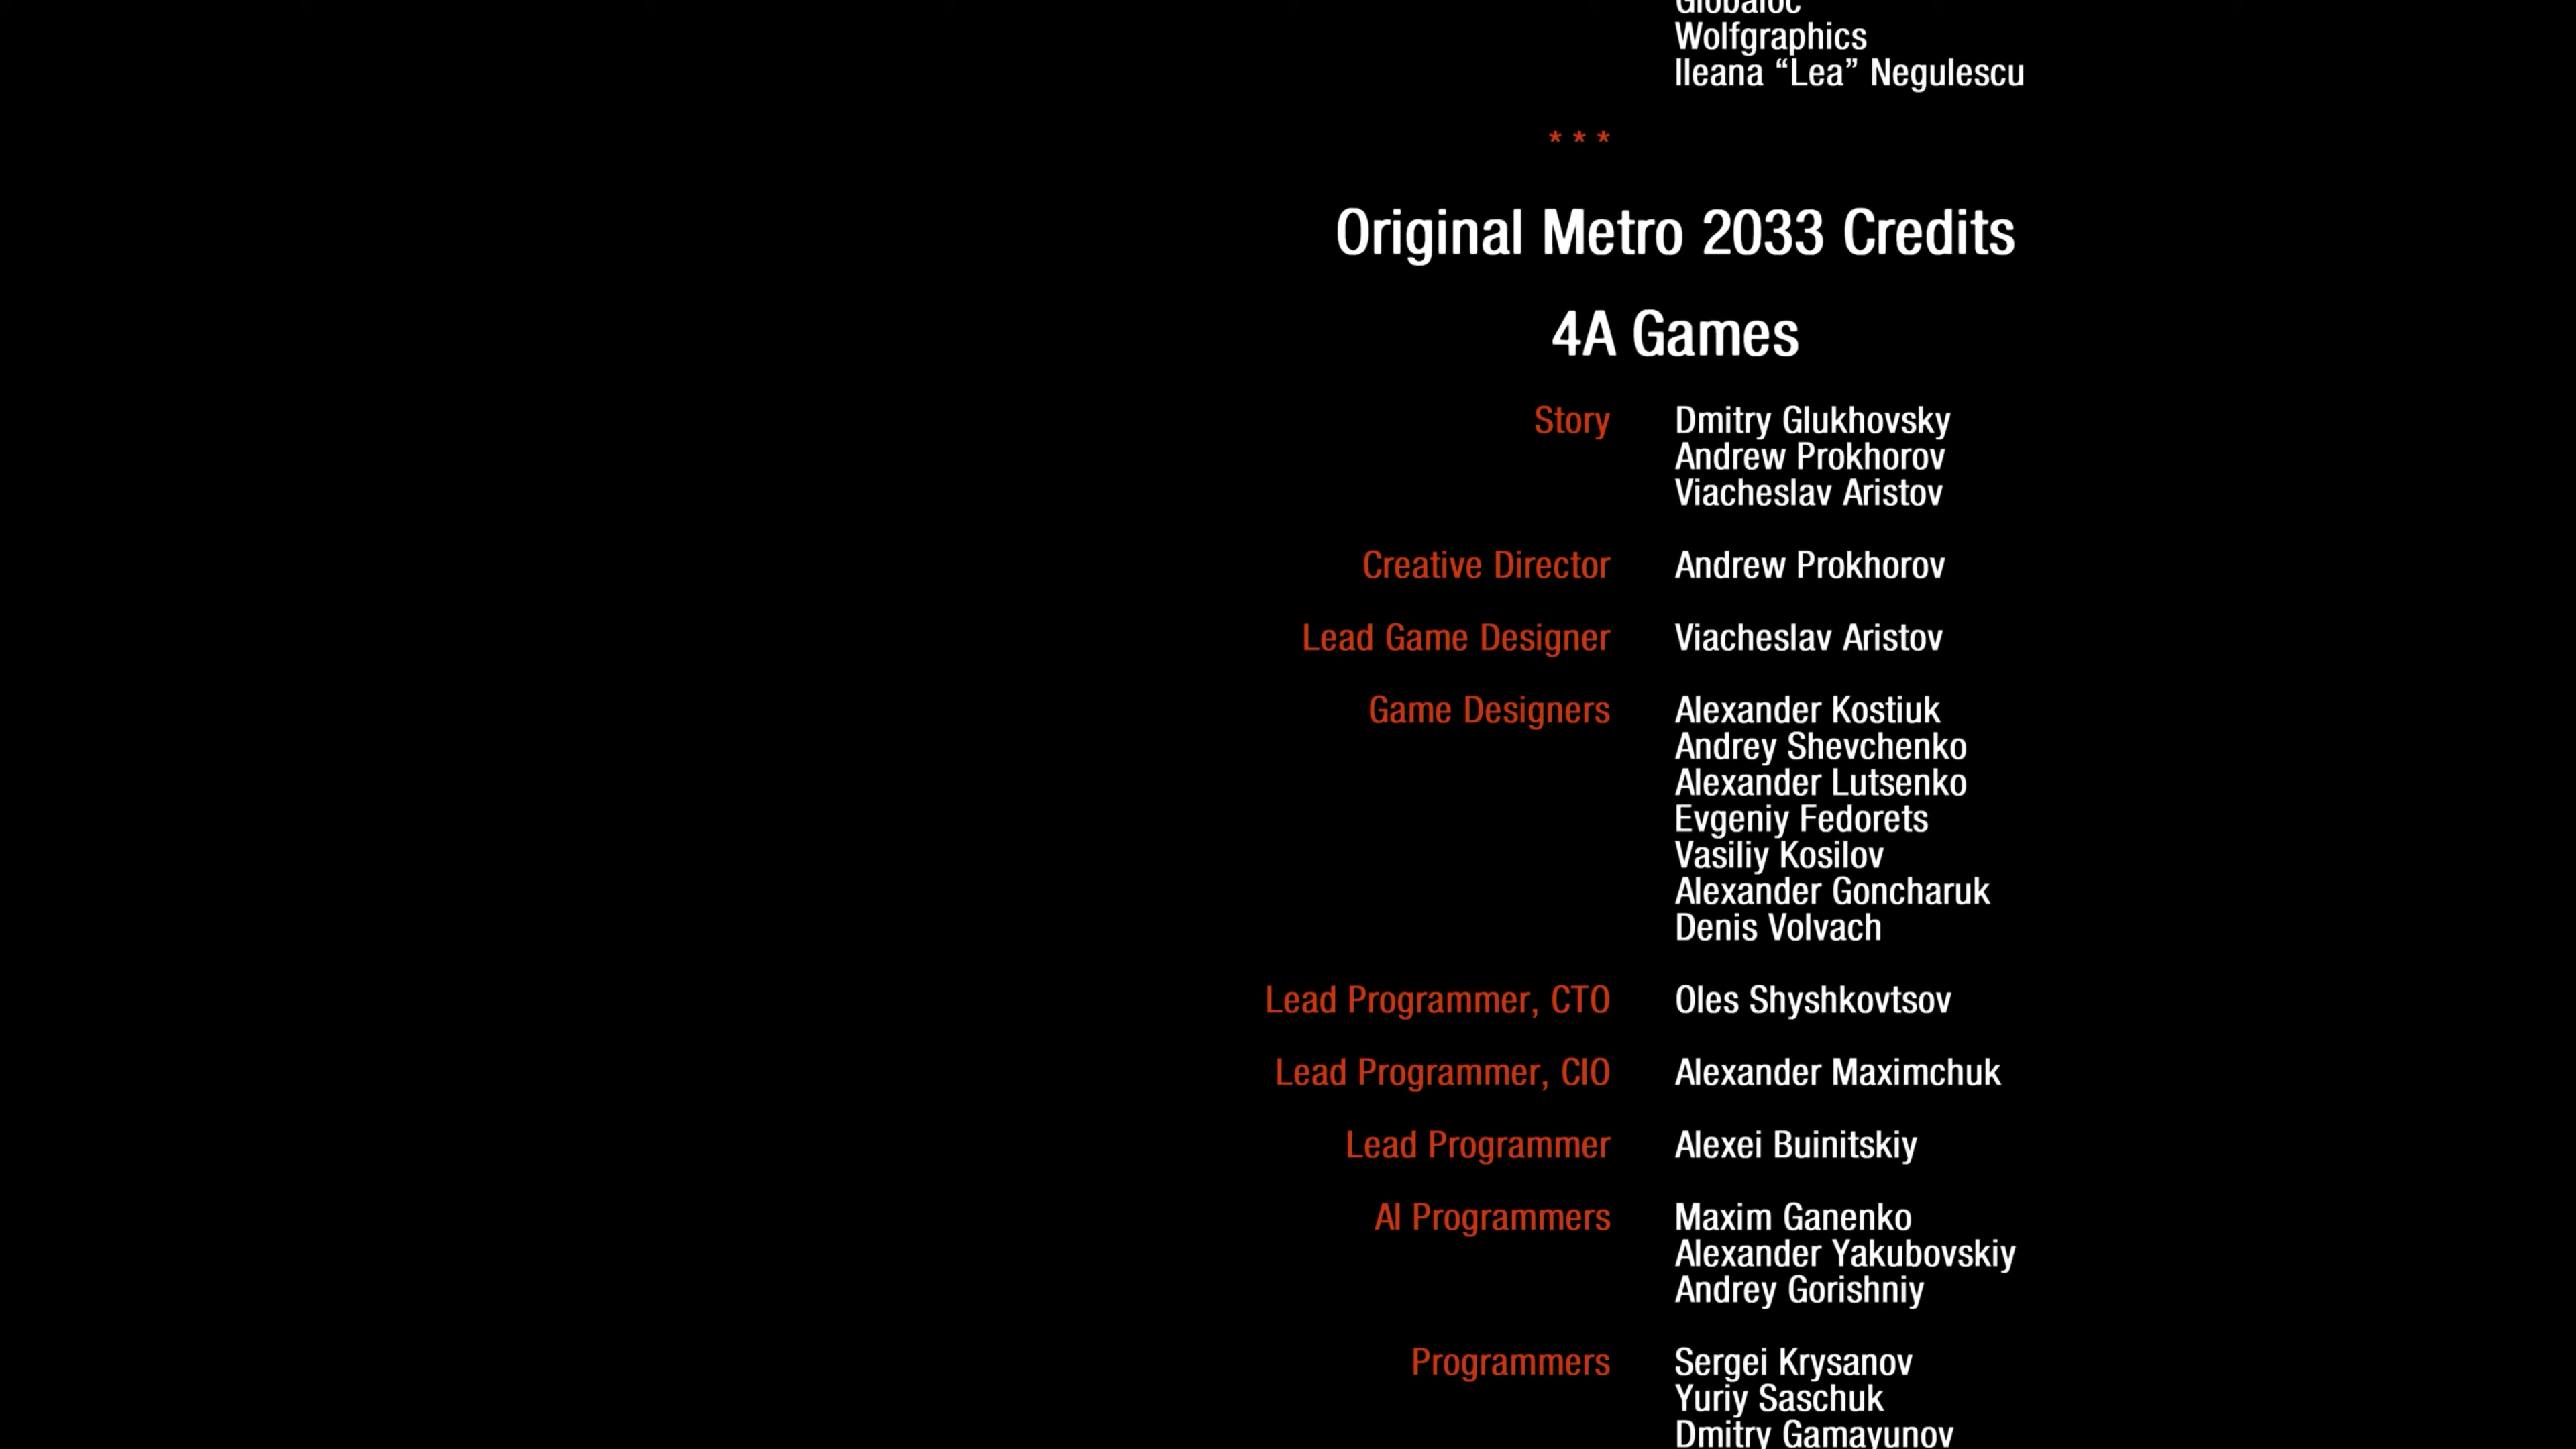 Globaloc
Wolfgraphics
Ileana “Lea” Negulescu
* * *
Original Metro 2033 Credits
4A Games
Story Dmitry Glukhovsky
Andrew Prokhorov
Viacheslav Aristov
Creative Director Andrew Prokhorov
Lead Game Designer Viacheslav Aristov
Game Designers Alexander Kostiuk
Andrey Shevchenko
Alexander Lutsenko
Evgeniy Fedorets
Vasiliy Kosilov
Alexander Goncharuk
Denis Volvach
Lead Programmer, CTO Oles Shyshkovtsov
Lead Programmer, CIO Alexander Maximchuk
Lead Programmer Alexei Buinitskiy
AI Programmers Maxim Ganenko
Alexander Yakubovskiy
Andrey Gorishniy
Programmers Sergei Krysanov
Yuriy Saschuk
Dmitry Gamayunov